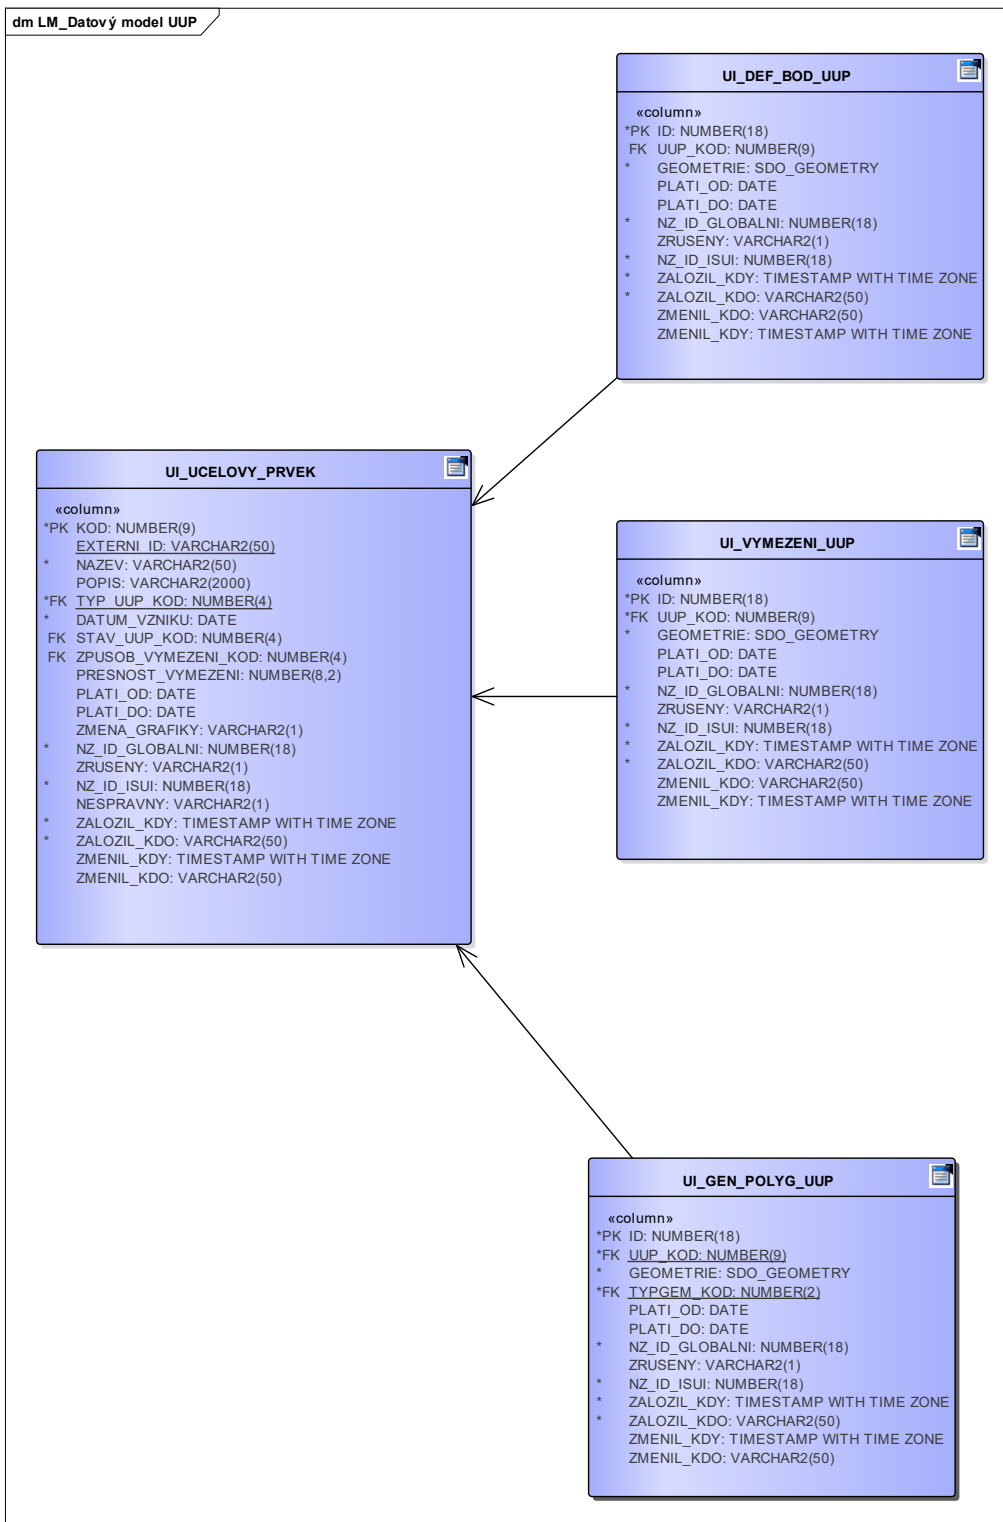 dm LM_Datový model UUP
UI_DEF_BOD_UUP
«column»
*PK ID: NUMBER(18)
FK UUP_KOD: NUMBER(9)
* GEOMETRIE: SDO_GEOMETRY
PLATI_OD: DATE
PLATI_DO: DATE
* NZ_ID_GLOBALNI: NUMBER(18)
ZRUSENY: VARCHAR2(1)
* NZ_ID_ISUI: NUMBER(18)
* ZALOZIL_KDY: TIMESTAMP WITH TIME ZONE
* ZALOZIL_KDO: VARCHAR2(50)
ZMENIL_KDO: VARCHAR2(50)
ZMENIL_KDY: TIMESTAMP WITH TIME ZONE
UI_UCELOVY_PRVEK
«column»
*PK KOD: NUMBER(9)
EXTERNI_ID: VARCHAR2(50)
* NAZEV: VARCHAR2(50)
POPIS: VARCHAR2(2000)
*FK TYP_UUP_KOD: NUMBER(4)
* DATUM_VZNIKU: DATE
FK STAV_UUP_KOD: NUMBER(4)
FK ZPUSOB_VYMEZENI_KOD: NUMBER(4)
PRESNOST_VYMEZENI: NUMBER(8,2)
PLATI_OD: DATE
PLATI_DO: DATE
ZMENA_GRAFIKY: VARCHAR2(1)
* NZ_ID_GLOBALNI: NUMBER(18)
ZRUSENY: VARCHAR2(1)
* NZ_ID_ISUI: NUMBER(18)
NESPRAVNY: VARCHAR2(1)
* ZALOZIL_KDY: TIMESTAMP WITH TIME ZONE
* ZALOZIL_KDO: VARCHAR2(50)
ZMENIL_KDY: TIMESTAMP WITH TIME ZONE
ZMENIL_KDO: VARCHAR2(50)
UI_VYMEZENI_UUP
«column»
*PK ID: NUMBER(18)
*FK UUP_KOD: NUMBER(9)
* GEOMETRIE: SDO_GEOMETRY
PLATI_OD: DATE
PLATI_DO: DATE
* NZ_ID_GLOBALNI: NUMBER(18)
ZRUSENY: VARCHAR2(1)
* NZ_ID_ISUI: NUMBER(18)
* ZALOZIL_KDY: TIMESTAMP WITH TIME ZONE
* ZALOZIL_KDO: VARCHAR2(50)
ZMENIL_KDO: VARCHAR2(50)
ZMENIL_KDY: TIMESTAMP WITH TIME ZONE
UI_GEN_POLYG_UUP
«column»
*PK ID: NUMBER(18)
*FK UUP_KOD: NUMBER(9)
* GEOMETRIE: SDO_GEOMETRY
*FK TYPGEM_KOD: NUMBER(2)
PLATI_OD: DATE
PLATI_DO: DATE
* NZ_ID_GLOBALNI: NUMBER(18)
ZRUSENY: VARCHAR2(1)
* NZ_ID_ISUI: NUMBER(18)
* ZALOZIL_KDY: TIMESTAMP WITH TIME ZONE
* ZALOZIL_KDO: VARCHAR2(50)
ZMENIL_KDY: TIMESTAMP WITH TIME ZONE
ZMENIL_KDO: VARCHAR2(50)